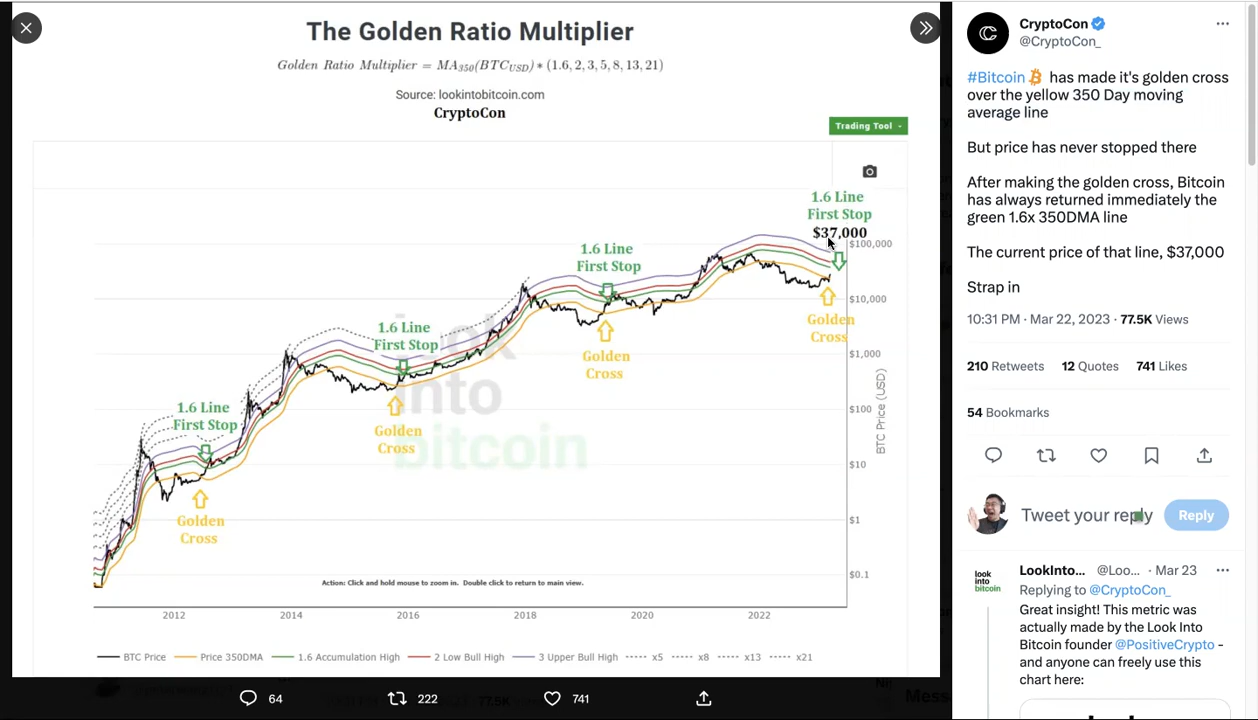 The Golden Ratio Multiplier
Golden Ratio Multiplier = MA350(BTCUSD) * (1.6, 2, 3, 5, 8, 13, 21)
Source: lookintobitcoin.com
CryptoCon
Trading Tool
1.6 Line
First Stop
$37,000
1.6 Line
First Stop
1.6 Line
First Stop
1.6 Line
First Stop
Golden
Cross
Golden
Cross
Golden
Cross
Golden
Cross
Look
into
bitcoin
$100,000
$10,000
$1,000
$100
$10
$1
$0.1
BTC Price (USD)
Action: Click and hold mouse to zoom in. Double click to return to main view.
2012 2014 2016 2018 2020 2022
BTC Price Price 350DMA 1.6 Accumulation High 2 Low Bull High 3 Upper Bull High x5 x8 x13 x21
64 222 741
CryptoCon
@CryptoCon_
#Bitcoin has made it's golden cross
over the yellow 350 Day moving
average line
But price has never stopped there
After making the golden cross, Bitcoin
has always returned immediately the
green 1.6x 350DMA line
The current price of that line, $37,000
Strap in
10:31 PM · Mar 22, 2023 · 77.5K Views
210 Retweets 12 Quotes 741 Likes
54 Bookmarks
Tweet your reply
Reply
LookInto... @Loo... · Mar 23
Replying to @CryptoCon_
Great insight! This metric was
actually made by the Look Into
Bitcoin founder @PositiveCrypto -
and anyone can freely use this
chart here:
look
into
bitcoin